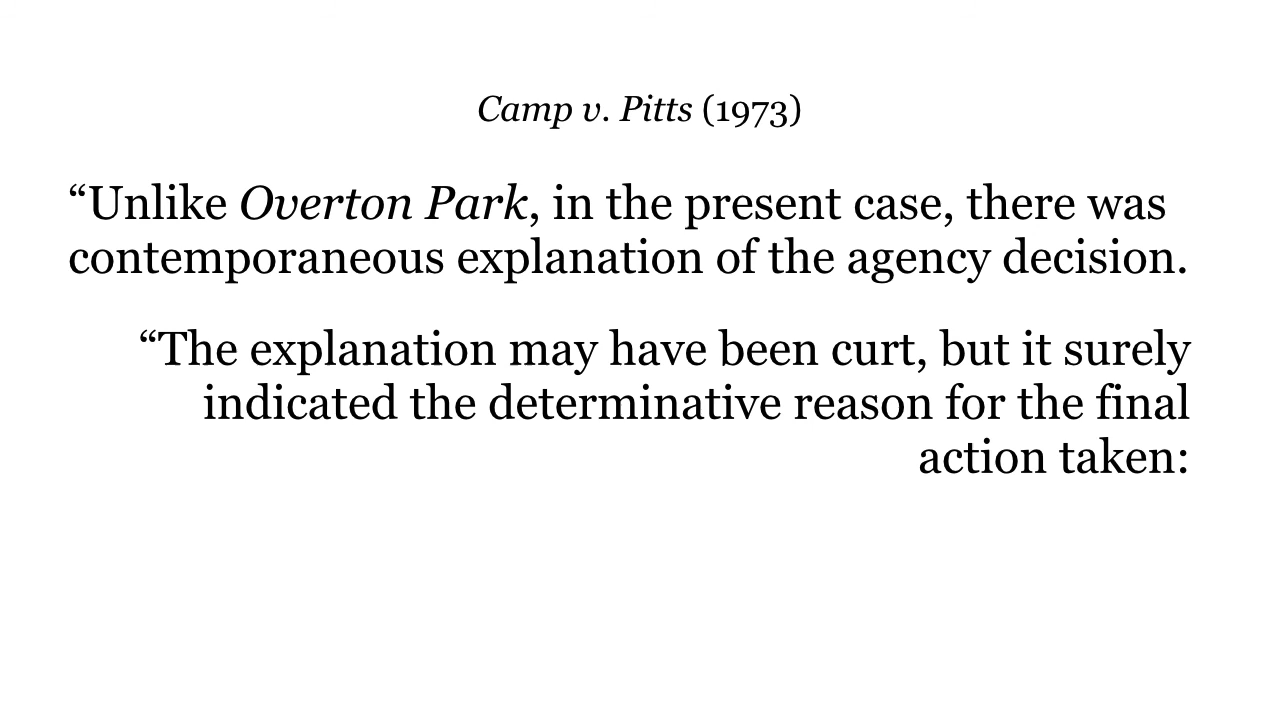 Camp v. Pitts (1973)
“Unlike Overton Park, in the present case, there was
contemporaneous explanation of the agency decision.
“The explanation may have been curt, but it surely
indicated the determinative reason for the final
action taken: